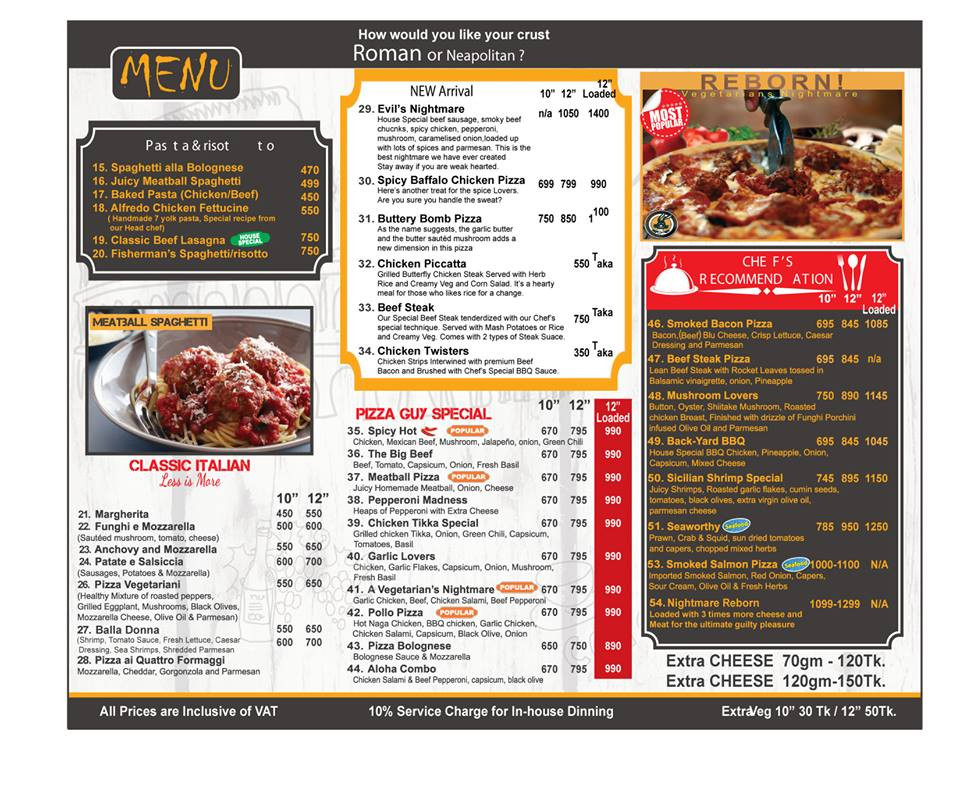 How would you like your crust
Roman or Neapolitan ?
MENU
Pas ta & risot to
15. Spaghetti alla Bolognese 470
16. Juicy Meatball Spaghetti 499
17. Baked Pasta (Chicken/Beef) 450
18. Alfredo Chicken Fettucine 550
( Handmade 7 yolk pasta, Special recipe from
our Head chef)
19. Classic Beef Lasagna HOUSE SPECIAL 750
20. Fisherman's Spaghetti/risotto 750
MEATBALL SPAGHETTI
CLASSIC ITALIAN
Less is More
10" 12"
21. Margherita 450 550
22. Funghi e Mozzarella 500 600
(Sautéed mushroom, tomato, cheese)
23. Anchovy and Mozzarella 550 650
24. Patate e Salsiccia 600 700
(Sausages, Potatoes & Mozzarella)
26. Pizza Vegetariani 550 650
(Healthy Mixture of roasted peppers,
Grilled Eggplant, Mushrooms, Black Olives,
Mozzarella Cheese, Olive Oil & Parmesan)
27. Balla Donna 550 650
(Shrimp, Tomato Sauce, Fresh Lettuce, Caesar 600 700
Dressing, Sea Shrimps, Shredded Parmesan
28. Pizza ai Quattro Formaggi
Mozzarella, Cheddar, Gorgonzola and Parmesan
NEW Arrival 10" 12" 12" Loaded
29. Evil's Nightmare n/a 1050 1400
House Special beef sausage, smoky beef
chucnks, spicy chicken, pepperoni,
mushroom, caramelised onion,loaded up
with lots of spices and parmesan. This is the
best nightmare we have ever created
Stay away if you are weak hearted.
30. Spicy Baffalo Chicken Pizza 699 799 990
Here's another treat for the spice Lovers.
Are you sure you handle the sweat?
31. Buttery Bomp Pizza 750 850 1100
As the name suggests, the garlic butter
and the butter sautéd mushroom adds a
new dimension in this pizza
32. Chicken Piccatta 550 Taka
Grilled Butterfly Chicken Steak Served with Herb
Rice and Creamy Veg and Corn Salad. It's a hearty
meal for those who likes rice for a change.
33. Beef Steak 750 Taka
Our Special Beef Steak tenderdized with our Chef's
special technique. Served with Mash Potatoes or Rice
and Creamy Veg. Comes with 2 types of Steak Suace.
34. Chicken Twisters 350 Taka
Chicken Strips Interwined with premium Beef
Bacon and Brushed with Chef's Special BBQ Sauce.
PIZZA GUY SPECIAL 10" 12" 12" Loaded
35. Spicy Hot POPULAR 670 795 990
Chicken, Mexican Beef, Mushroom, Jalapeño, onion, Green Chili
36. The Big Beef 670 795 990
Beef, Tomato, Capsicum, Onion, Fresh Basil
37. Meatball Pizza POPULAR 670 795 990
Juicy Homemade Meatball, Onion, Cheese
38. Pepperoni Madness 670 795 990
Heaps of Pepperoni with Extra Cheese
39. Chicken Tikka Special 670 795 990
Grilled chicken Tikka, Onion, Green Chili, Capsicum,
Tomatoes, Basil
40. Garlic Lovers 670 795 990
Chicken, Garlic Flakes, Capsicum, Onion, Mushroom,
Fresh Basil
41. A Vegetarian's Nightmare POPULAR 670 795 990
Garlic Chicken, Beef, Chicken Salami, Beef Pepperoni
42. Pollo Pizza POPULAR 670 795 990
Hot Naga Chicken, BBQ chicken, Garlic Chicken,
Chicken Salami, Capsicum, Black Olive, Onion
43. Pizza Bolognese 650 750 890
Bolognese Sauce & Mozzarella
44. Aloha Combo 670 795 990
Chicken Salami & Beef Pepperoni, capsicum, black olive
REBORN!
Vegetarians Nightmare
MOST POPULAR
CHE F'S
R ECOMMEND ATION
10" 12" 12" Loaded
46. Smoked Bacon Pizza 695 845 1085
Bacon,(Beef) Blu Cheese, Crisp Lettuce, Caesar
Dressing and Parmesan
47. Beef Steak Pizza 695 845 n/a
Lean Beef Steak with Rocket Leaves tossed in
Balsamic vinaigrette, onion, Pineapple
48. Mushroom Lovers 750 890 1145
Button, Oyster, Shiitake Mushroom, Roasted
chicken Breast, Finished with drizzle of Funghi Porchini
infused Olive Oil and Parmesan
49. Back-Yard BBQ 695 845 1045
House Special BBQ Chicken, Pineapple, Onion,
Capsicum, Mixed Cheese
50. Sicilian Shrimp Special 745 895 1150
Juicy Shrimps, Roasted garlic flakes, cumin seeds,
tomatoes, black olives, extra virgin olive oil,
parmesan cheese
51. Seaworthy Seafood 785 950 1250
Prawn, Crab & Squid, sun dried tomatoes
and capers, chopped mixed herbs
53. Smoked Salmon Pizza Seafood 1000-1100 N/A
Imported Smoked Salmon, Red Onion, Capers,
Sour Cream, Olive Oil & Fresh Herbs
54. Nightmare Reborn 1099-1299 N/A
Loaded with 3 times more cheese and
Meat for the ultimate guilty pleasure
Extra CHEESE 70gm - 120Tk.
Extra CHEESE 120gm-150Tk.
All Prices are Inclusive of VAT
10% Service Charge for In-house Dinning
ExtraVeg 10" 30 Tk / 12" 50Tk.